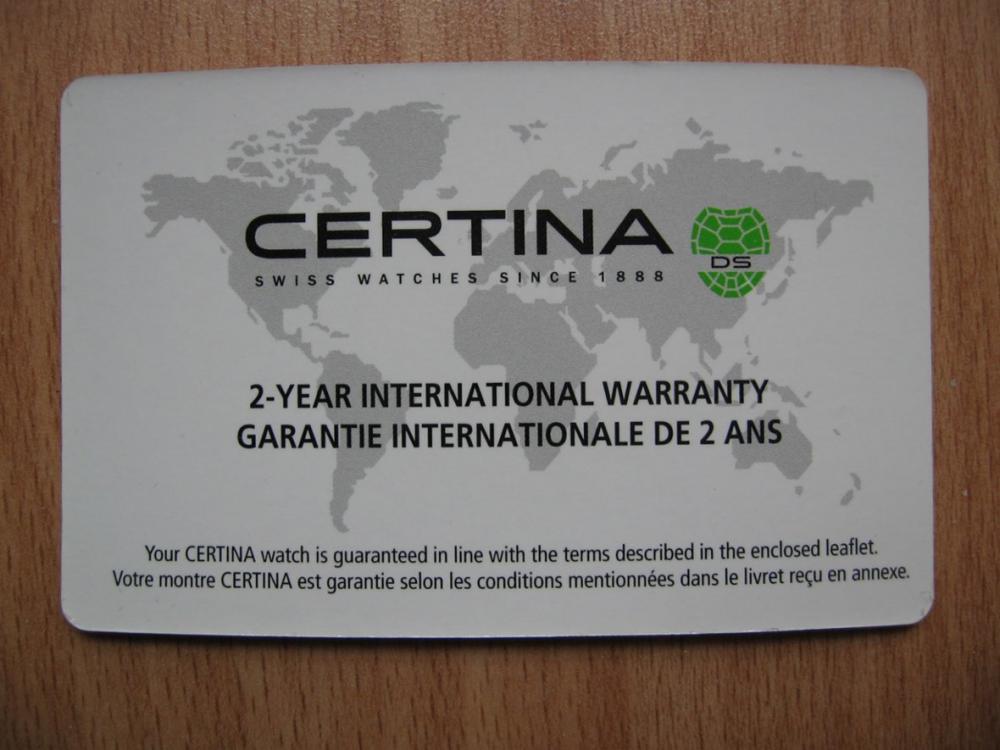 CERTINA
DS
SWISS WATCHES SINCE 1888
2-YEAR INTERNATIONAL WARRANTY
GARANTIE INTERNATIONALE DE 2 ANS
Your CERTINA watch is guaranteed in line with the terms described in the enclosed leaflet.
Votre montre CERTINA est garantie selon les conditions mentionnées dans le livret reçu en annexe.